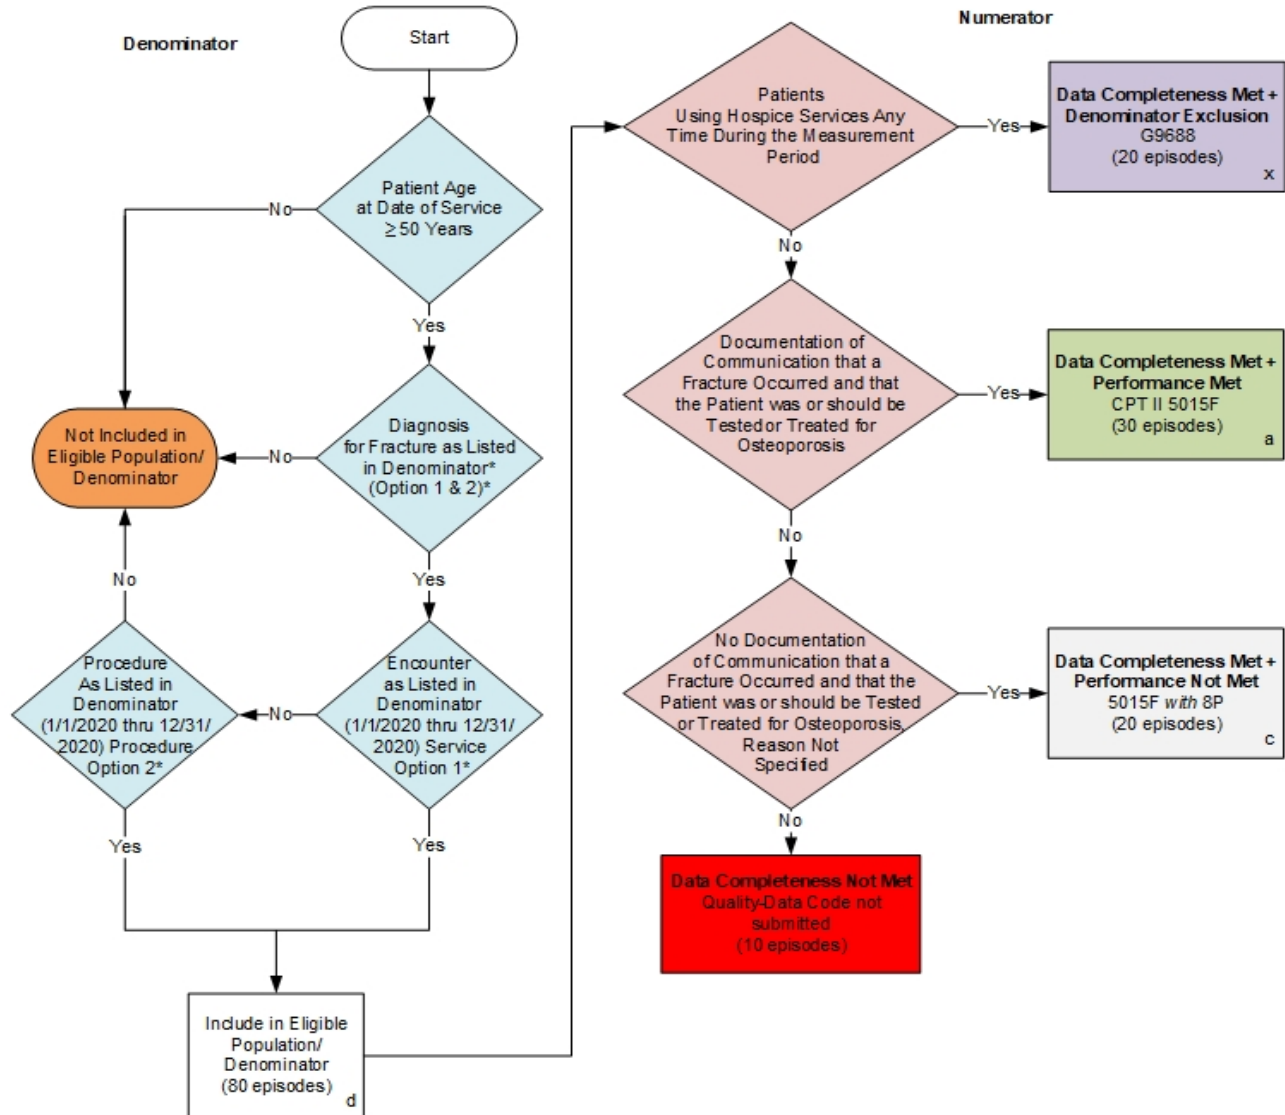 Denominator
Start
Numerator
Patient Age
at Date of Service
≥ 50 Years
No
Yes
Diagnosis
for Fracture as Listed
in Denominator*
(Option 1 & 2)*
No
Not Included in
Eligible Population/
Denominator
Yes
No
Encounter
as Listed in
Denominator
(1/1/2020 thru 12/31/
2020) Service
Option 1*
No
Procedure
As Listed in
Denominator
(1/1/2020 thru 12/31/
2020) Procedure
Option 2*
Yes
Yes
Include in Eligible
Population/
Denominator
(80 episodes)
d
Patients
Using Hospice Services Any
Time During the Measurement
Period
Yes
Data Completeness Met +
Denominator Exclusion
G9688
(20 episodes)
x
No
Documentation of
Communication that a
Fracture Occurred and that
the Patient was or should be
Tested or Treated for
Osteoporosis
Yes
Data Completeness Met +
Performance Met
CPT II 5015F
(30 episodes)
a
No
No Documentation
of Communication that a
Fracture Occurred and that the
Patient was or should be Tested
or Treated for Osteoporosis,
Reason Not
Specified
Yes
Data Completeness Met +
Performance Not Met
5015F with 8P
(20 episodes)
c
No
Data Completeness Not Met
Quality-Data Code not
submitted
(10 episodes)